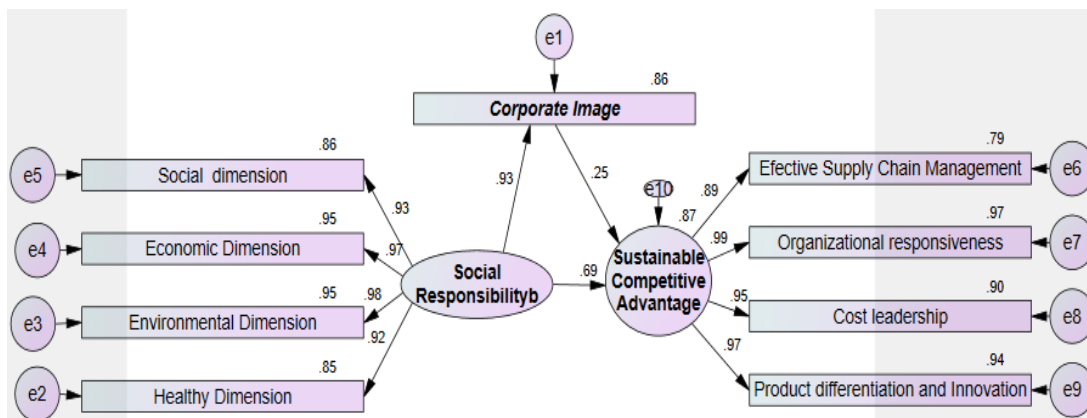 e1
.86
Corporate Image
.86
e5
Social dimension
.93
.93
.25
e10
.87
.89
.79
Efective Supply Chain Management
e6
.95
e4
Economic Dimension
.97
Social
Responsibilityb
.69
Sustainable
Competitive
Advantage
.99
.97
Organizational responsiveness
e7
.95
e3
Environmental Dimension
.98
.95
.90
Cost leadership
e8
.92
.85
e2
Healthy Dimension
.97
.94
Product differentiation and Innovation
e9